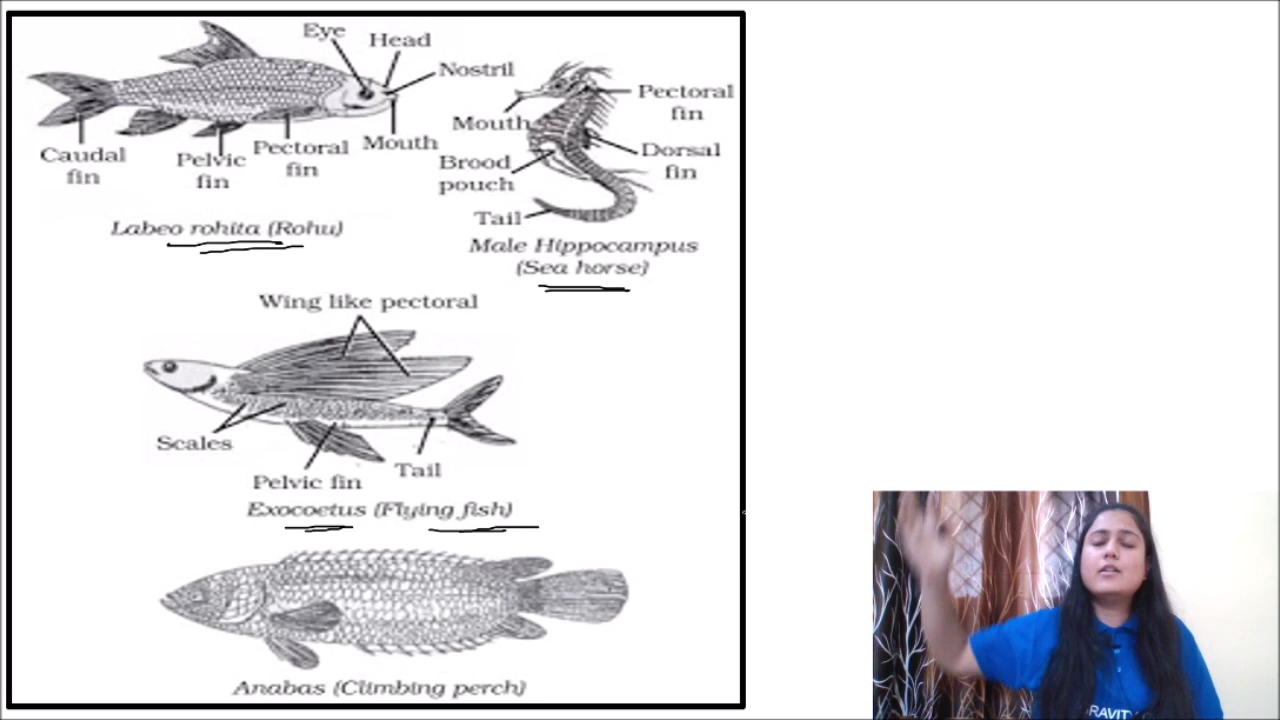 Eye
Head
Nostril
Mouth
Pectoral
fin
Pelvic
fin
Caudal
fin
Labeo rohita (Rohu)
Pectoral
fin
Mouth
Dorsal
fin
Brood
pouch
Tail
Male Hippocampus
(Sea horse)
Wing like pectoral
Scales
Pelvic fin
Tail
Exocoetus (Flying fish)
Anabas (Climbing perch)
RAVITY